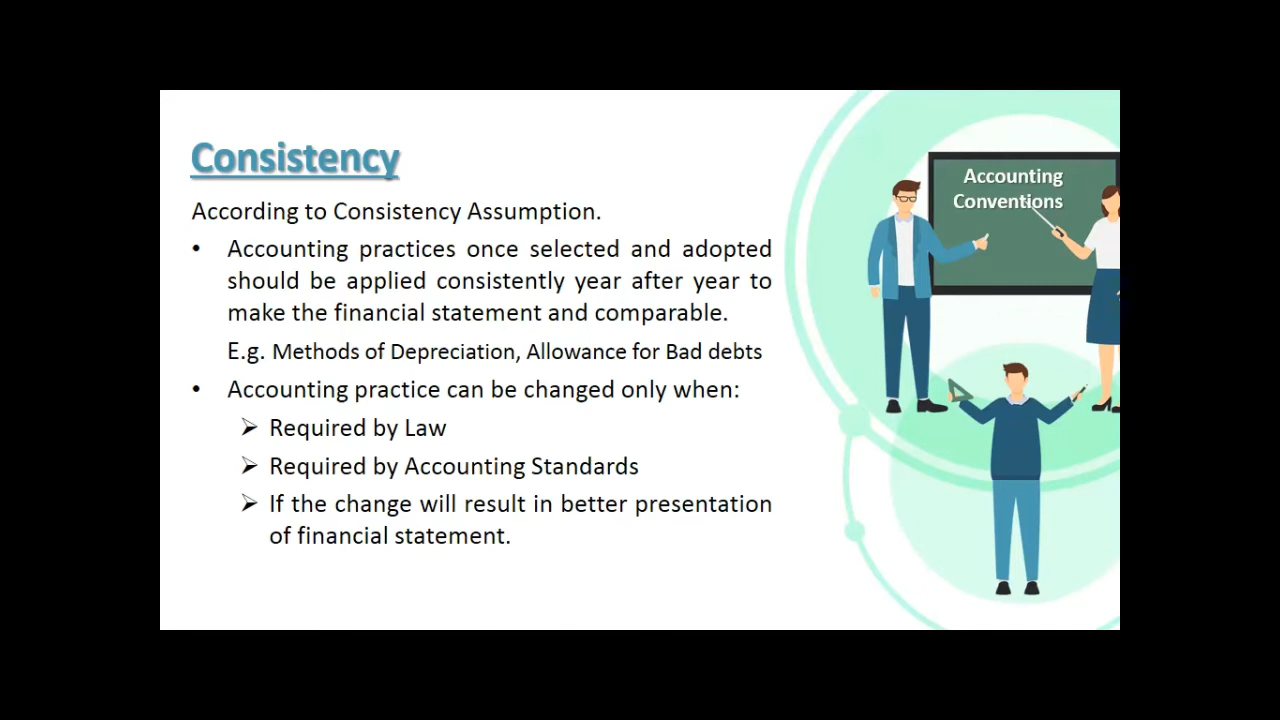 Consistency
According to Consistency Assumption.
• Accounting practices once selected and adopted
should be applied consistently year after year to
make the financial statement and comparable.
E.g. Methods of Depreciation, Allowance for Bad debts
• Accounting practice can be changed only when:
➢ Required by Law
➢ Required by Accounting Standards
➢ If the change will result in better presentation
of financial statement.
Accounting
Conventions